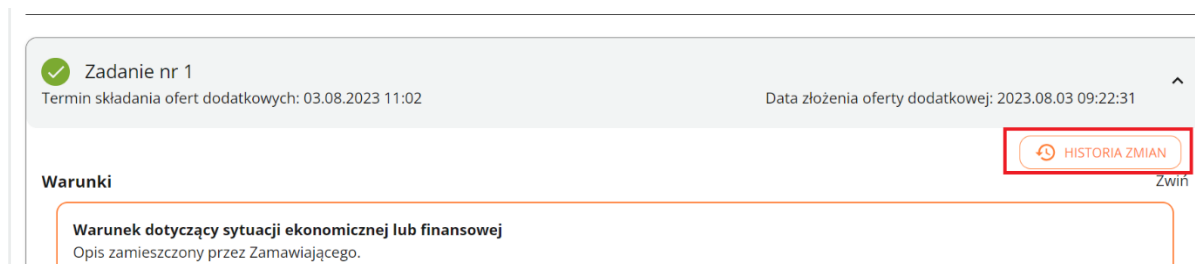 Zadanie nr 1
Termin składania ofert dodatkowych: 03.08.2023 11:02
Data złożenia oferty dodatkowej: 2023.08.03 09:22:31
HISTORIA ZMIAN
Warunki
Zwiń
Warunek dotyczący sytuacji ekonomicznej lub finansowej
Opis zamieszczony przez Zamawiającego.